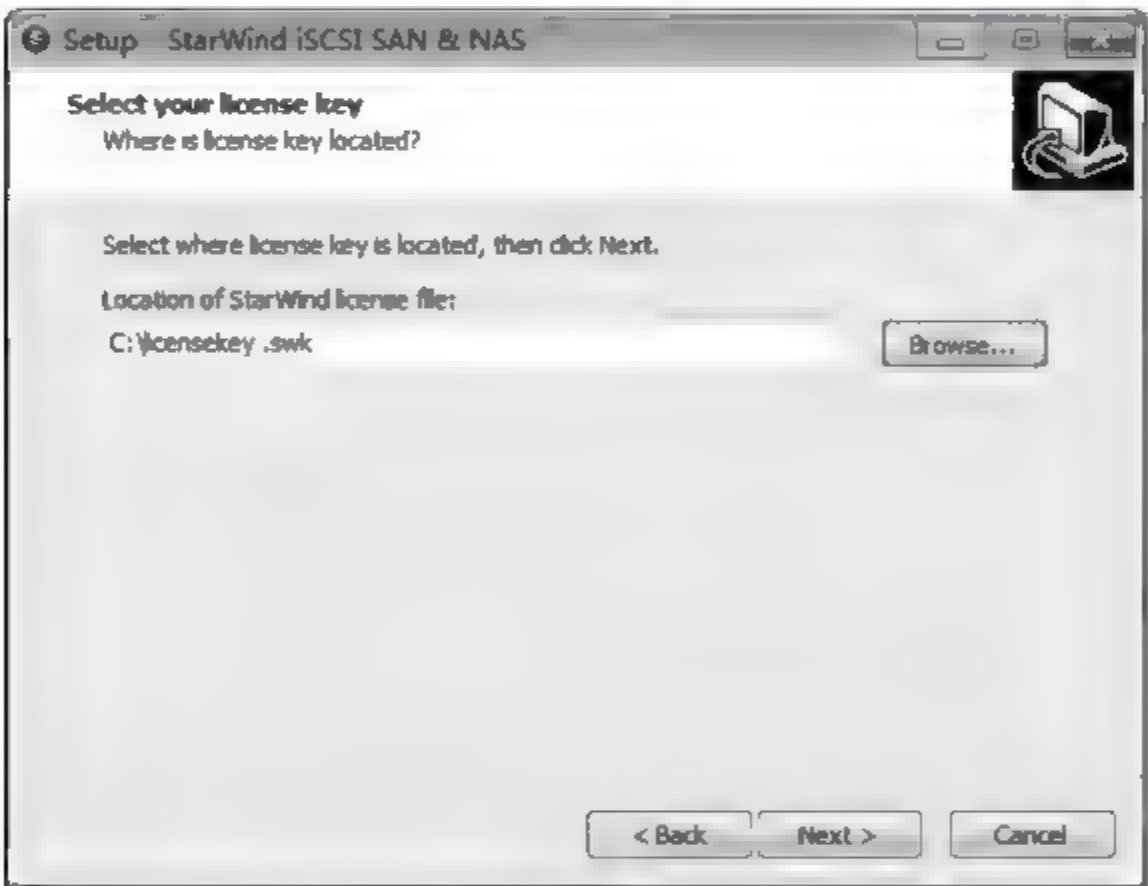 Setup StarWind iSCSI SAN & NAS
Select your license key
Where is license key located?
Select where license key is located, then click Next.
Location of StarWind license file:
C:\licensekey .swk
Browse...
< Back
Next >
Cancel